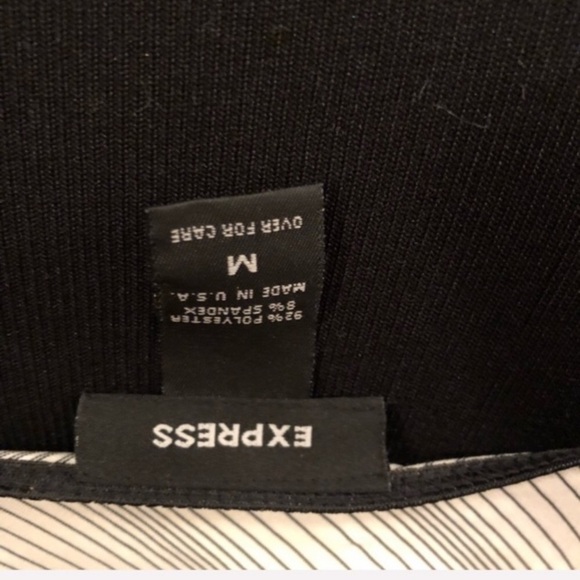 EXPRESS
92% POLYESTER
8% SPANDEX
MADE IN U.S.A.
M
OVER FOR CARE